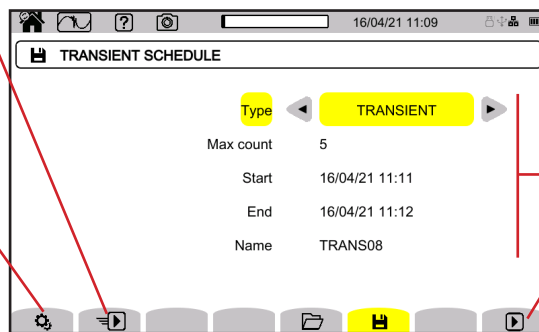 ? 16/04/21 11:09
TRANSIENT SCHEDULE
Type TRANSIENT
Max count 5
Start 16/04/21 11:11
End 16/04/21 11:12
Name TRANS08